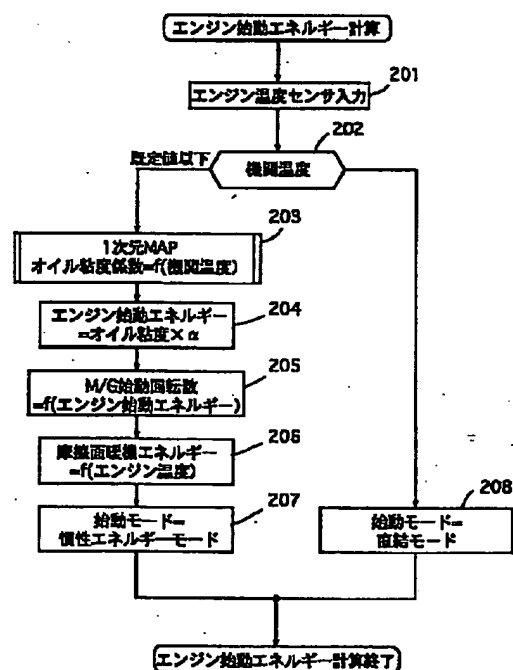 エンジン始動エネルギー計算
201
エンジン温度センサ入力
202
既定値以下
機関温度
203
1次元MAP
オイル粘度係数=f(機関温度)
204
エンジン始動エネルギー
=オイル粘度×α
205
M/G始動回転数
=f(エンジン始動エネルギー)
206
摩擦面暖機エネルギー
=f(エンジン温度)
207
始動モード=
慣性エネルギーモード
208
始動モード=
直結モード
エンジン始動エネルギー計算終了